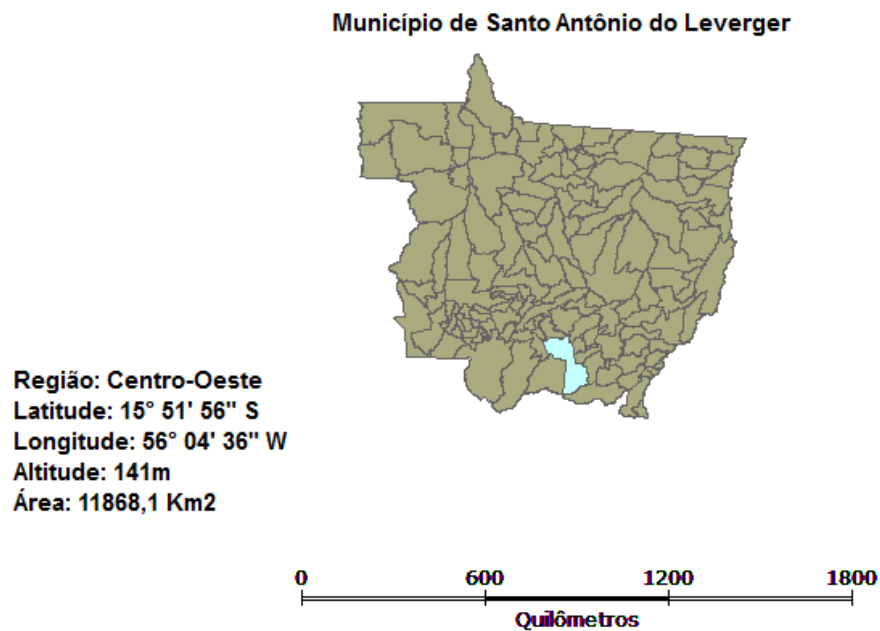 Município de Santo Antônio do Leverger
Região: Centro-Oeste
Latitude: 15° 51' 56" S
Longitude: 56° 04' 36" W
Altitude: 141m
Área: 11868,1 Km2
0 600 1200 1800
Quilômetros